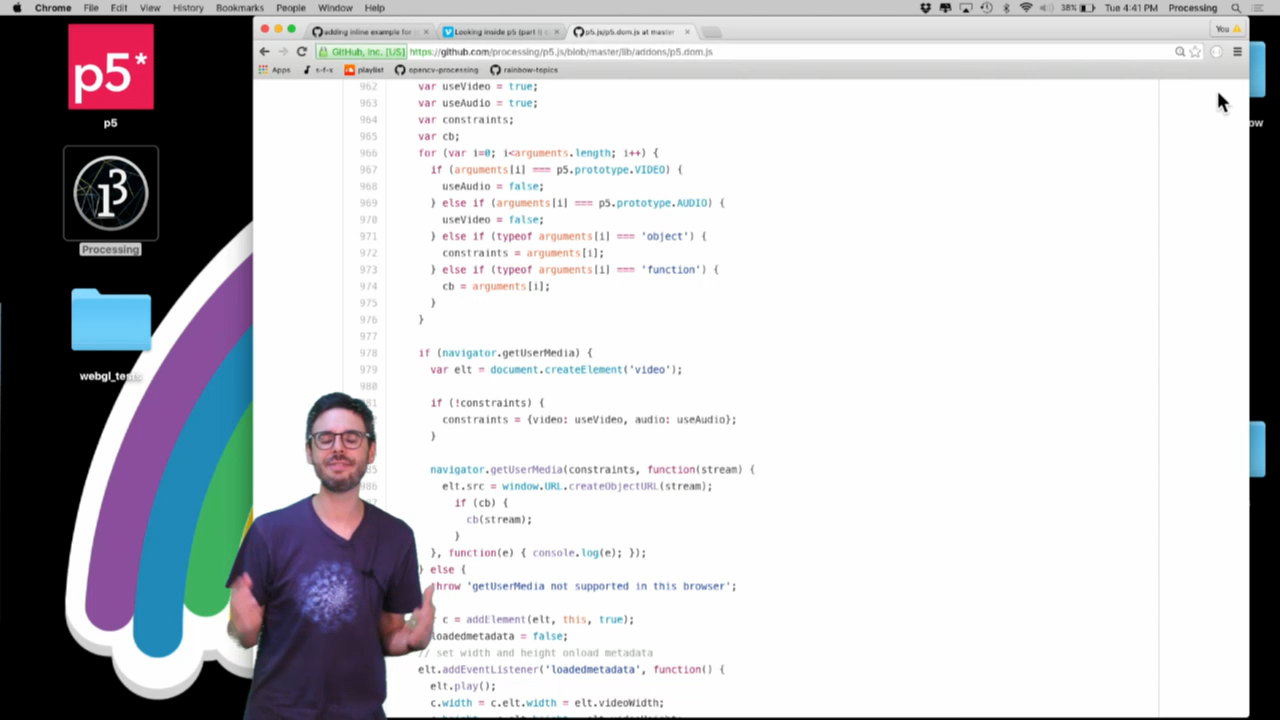 Chrome File Edit View History Bookmarks People Window Help 38% Tue 4:41 PM Processing
adding inline example for Looking inside p5 (part I) p5.js/p5.dom.js at master You
GitHub, Inc. [US] https://github.com/processing/p5.js/blob/master/lib/addons/p5.dom.js
Apps s-f-x playlist opencv-processing rainbow-topics
p5*
p5
Processing
webgl_tests
962 var useVideo = true;
963 var useAudio = true;
964 var constraints;
965 var cb;
966 for (var i=0; i<arguments.length; i++) {
967 if (arguments[i] === p5.prototype.VIDEO) {
968 useAudio = false;
969 } else if (arguments[i] === p5.prototype.AUDIO) {
970 useVideo = false;
971 } else if (typeof arguments[i] === 'object') {
972 constraints = arguments[i];
973 } else if (typeof arguments[i] === 'function') {
974 cb = arguments[i];
975 }
976 }
977
978 if (navigator.getUserMedia) {
979 var elt = document.createElement('video');
980
81 if (!constraints) {
constraints = {video: useVideo, audio: useAudio};
}
85 navigator.getUserMedia(constraints, function(stream) {
986 elt.src = window.URL.createObjectURL(stream);
if (cb) {
cb(stream);
}
}, function(e) { console.log(e); });
} else {
throw 'getUserMedia not supported in this browser';
c = addElement(elt, this, true);
loadedmetadata = false;
// set width and height onload metadata
elt.addEventListener('loadedmetadata', function() {
elt.play();
c.width = c.elt.width = elt.videoWidth;